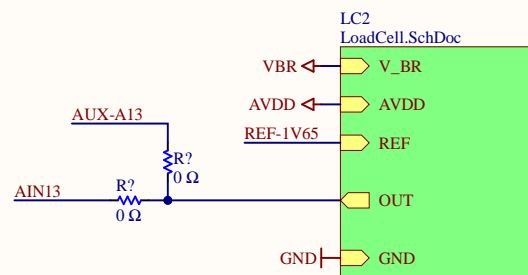 LC2
LoadCell.SchDoc
VBR
V_BR
AUX-A13
AVDD
AVDD
REF-1V65
REF
R?
0 Ω
AIN13
R?
0 Ω
OUT
GND
GND